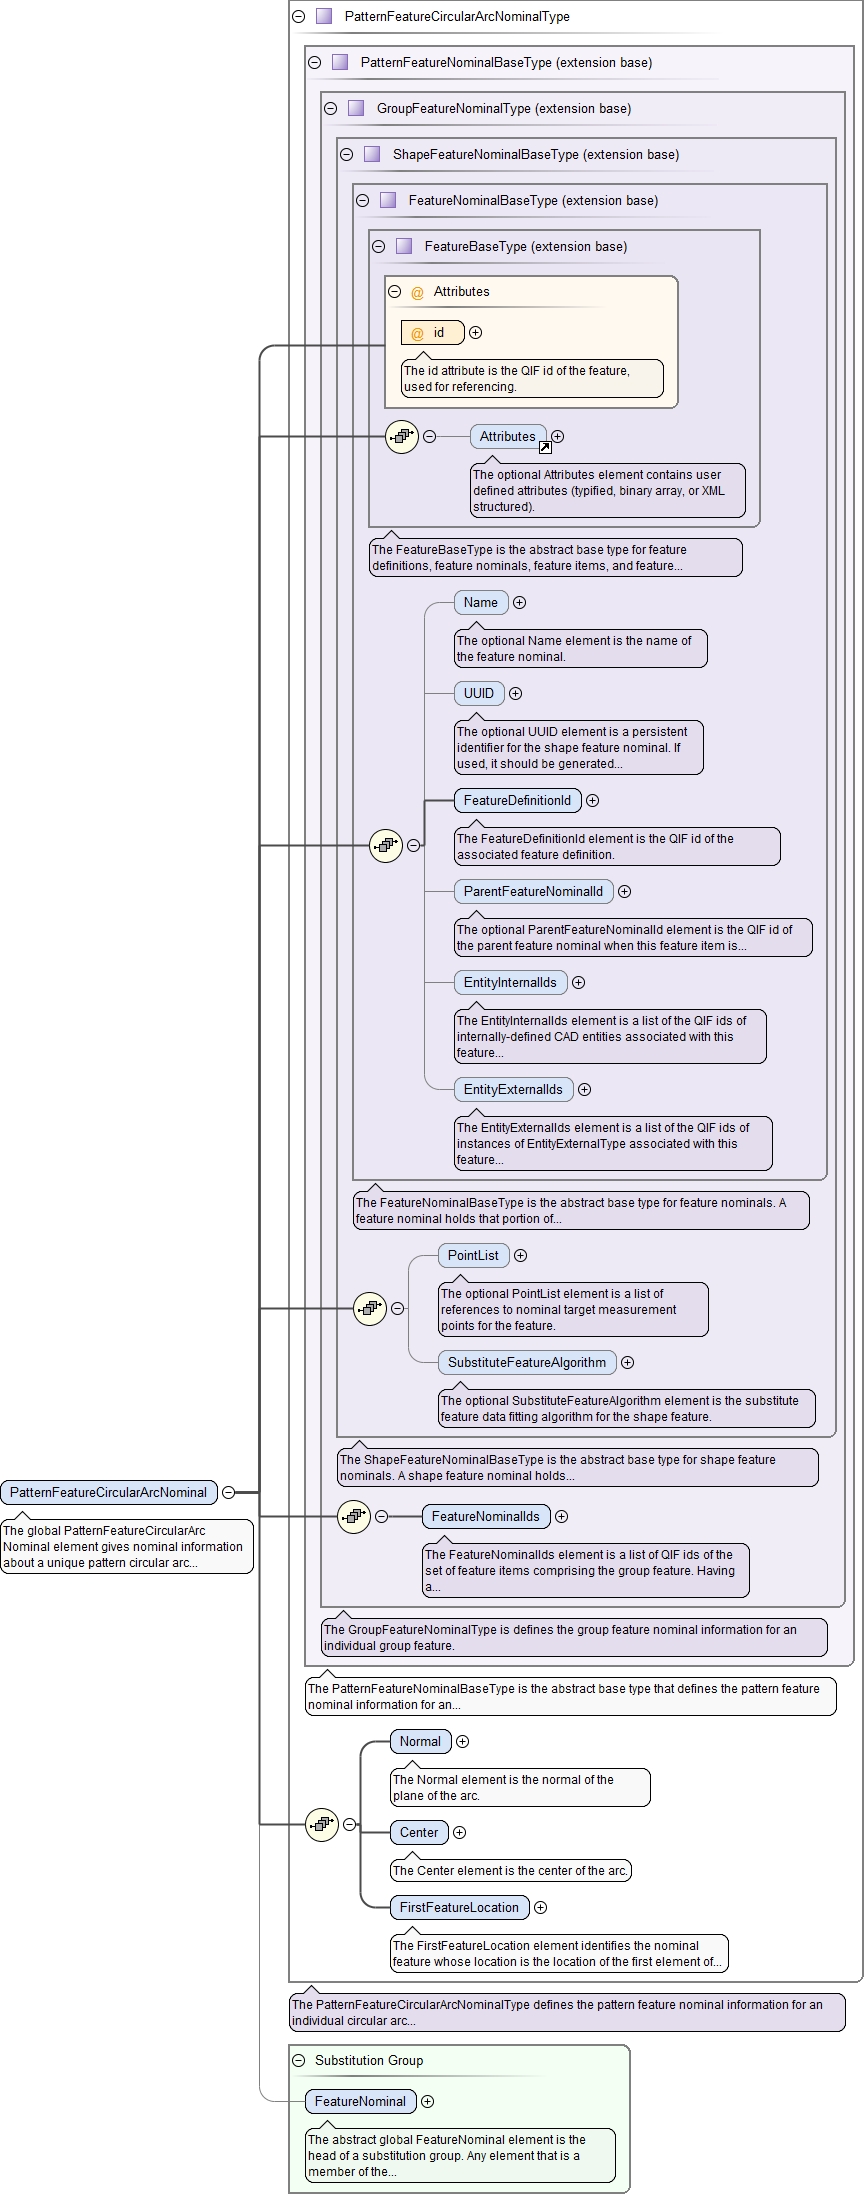 PatternFeatureCircularArcNominalType
PatternFeatureNominalBaseType (extension base)
GroupFeatureNominalType (extension base)
ShapeFeatureNominalBaseType (extension base)
FeatureNominalBaseType (extension base)
FeatureBaseType (extension base)
@ Attributes
@ id
The id attribute is the QIF id of the feature,
used for referencing.
Attributes
The optional Attributes element contains user
defined attributes (typified, binary array, or XML
structured).
The FeatureBaseType is the abstract base type for feature
definitions, feature nominals, feature items, and feature...
Name
The optional Name element is the name of
the feature nominal.
UUID
The optional UUID element is a persistent
identifier for the shape feature nominal. If
used, it should be generated...
FeatureDefinitionId
The FeatureDefinitionId element is the QIF id of the
associated feature definition.
ParentFeatureNominalId
The optional ParentFeatureNominalId element is the QIF id of
the parent feature nominal when this feature item is...
EntityInternalIds
The EntityInternalIds element is a list of the QIF ids of
internally-defined CAD entities associated with this
feature...
EntityExternalIds
The EntityExternalIds element is a list of the QIF ids of
instances of EntityExternalType associated with this
feature...
The FeatureNominalBaseType is the abstract base type for feature nominals. A
feature nominal holds that portion of...
PointList
The optional PointList element is a list of
references to nominal target measurement
points for the feature.
SubstituteFeatureAlgorithm
The optional SubstituteFeatureAlgorithm element is the substitute
feature data fitting algorithm for the shape feature.
The ShapeFeatureNominalBaseType is the abstract base type for shape feature
nominals. A shape feature nominal holds...
PatternFeatureCircularArcNominal
The global PatternFeatureCircularArc
Nominal element gives nominal information
about a unique pattern circular arc...
FeatureNominalIds
The FeatureNominalIds element is a list of QIF ids of the
set of feature items comprising the group feature. Having
a...
The GroupFeatureNominalType is defines the group feature nominal information for an
individual group feature.
The PatternFeatureNominalBaseType is the abstract base type that defines the pattern feature
nominal information for an...
Normal
The Normal element is the normal of the
plane of the arc.
Center
The Center element is the center of the arc.
FirstFeatureLocation
The FirstFeatureLocation element identifies the nominal
feature whose location is the location of the first element of...
The PatternFeatureCircularArcNominalType defines the pattern feature nominal information for an
individual circular arc...
Substitution Group
FeatureNominal
The abstract global FeatureNominal element is the
head of a substitution group. Any element that is a
member of the...